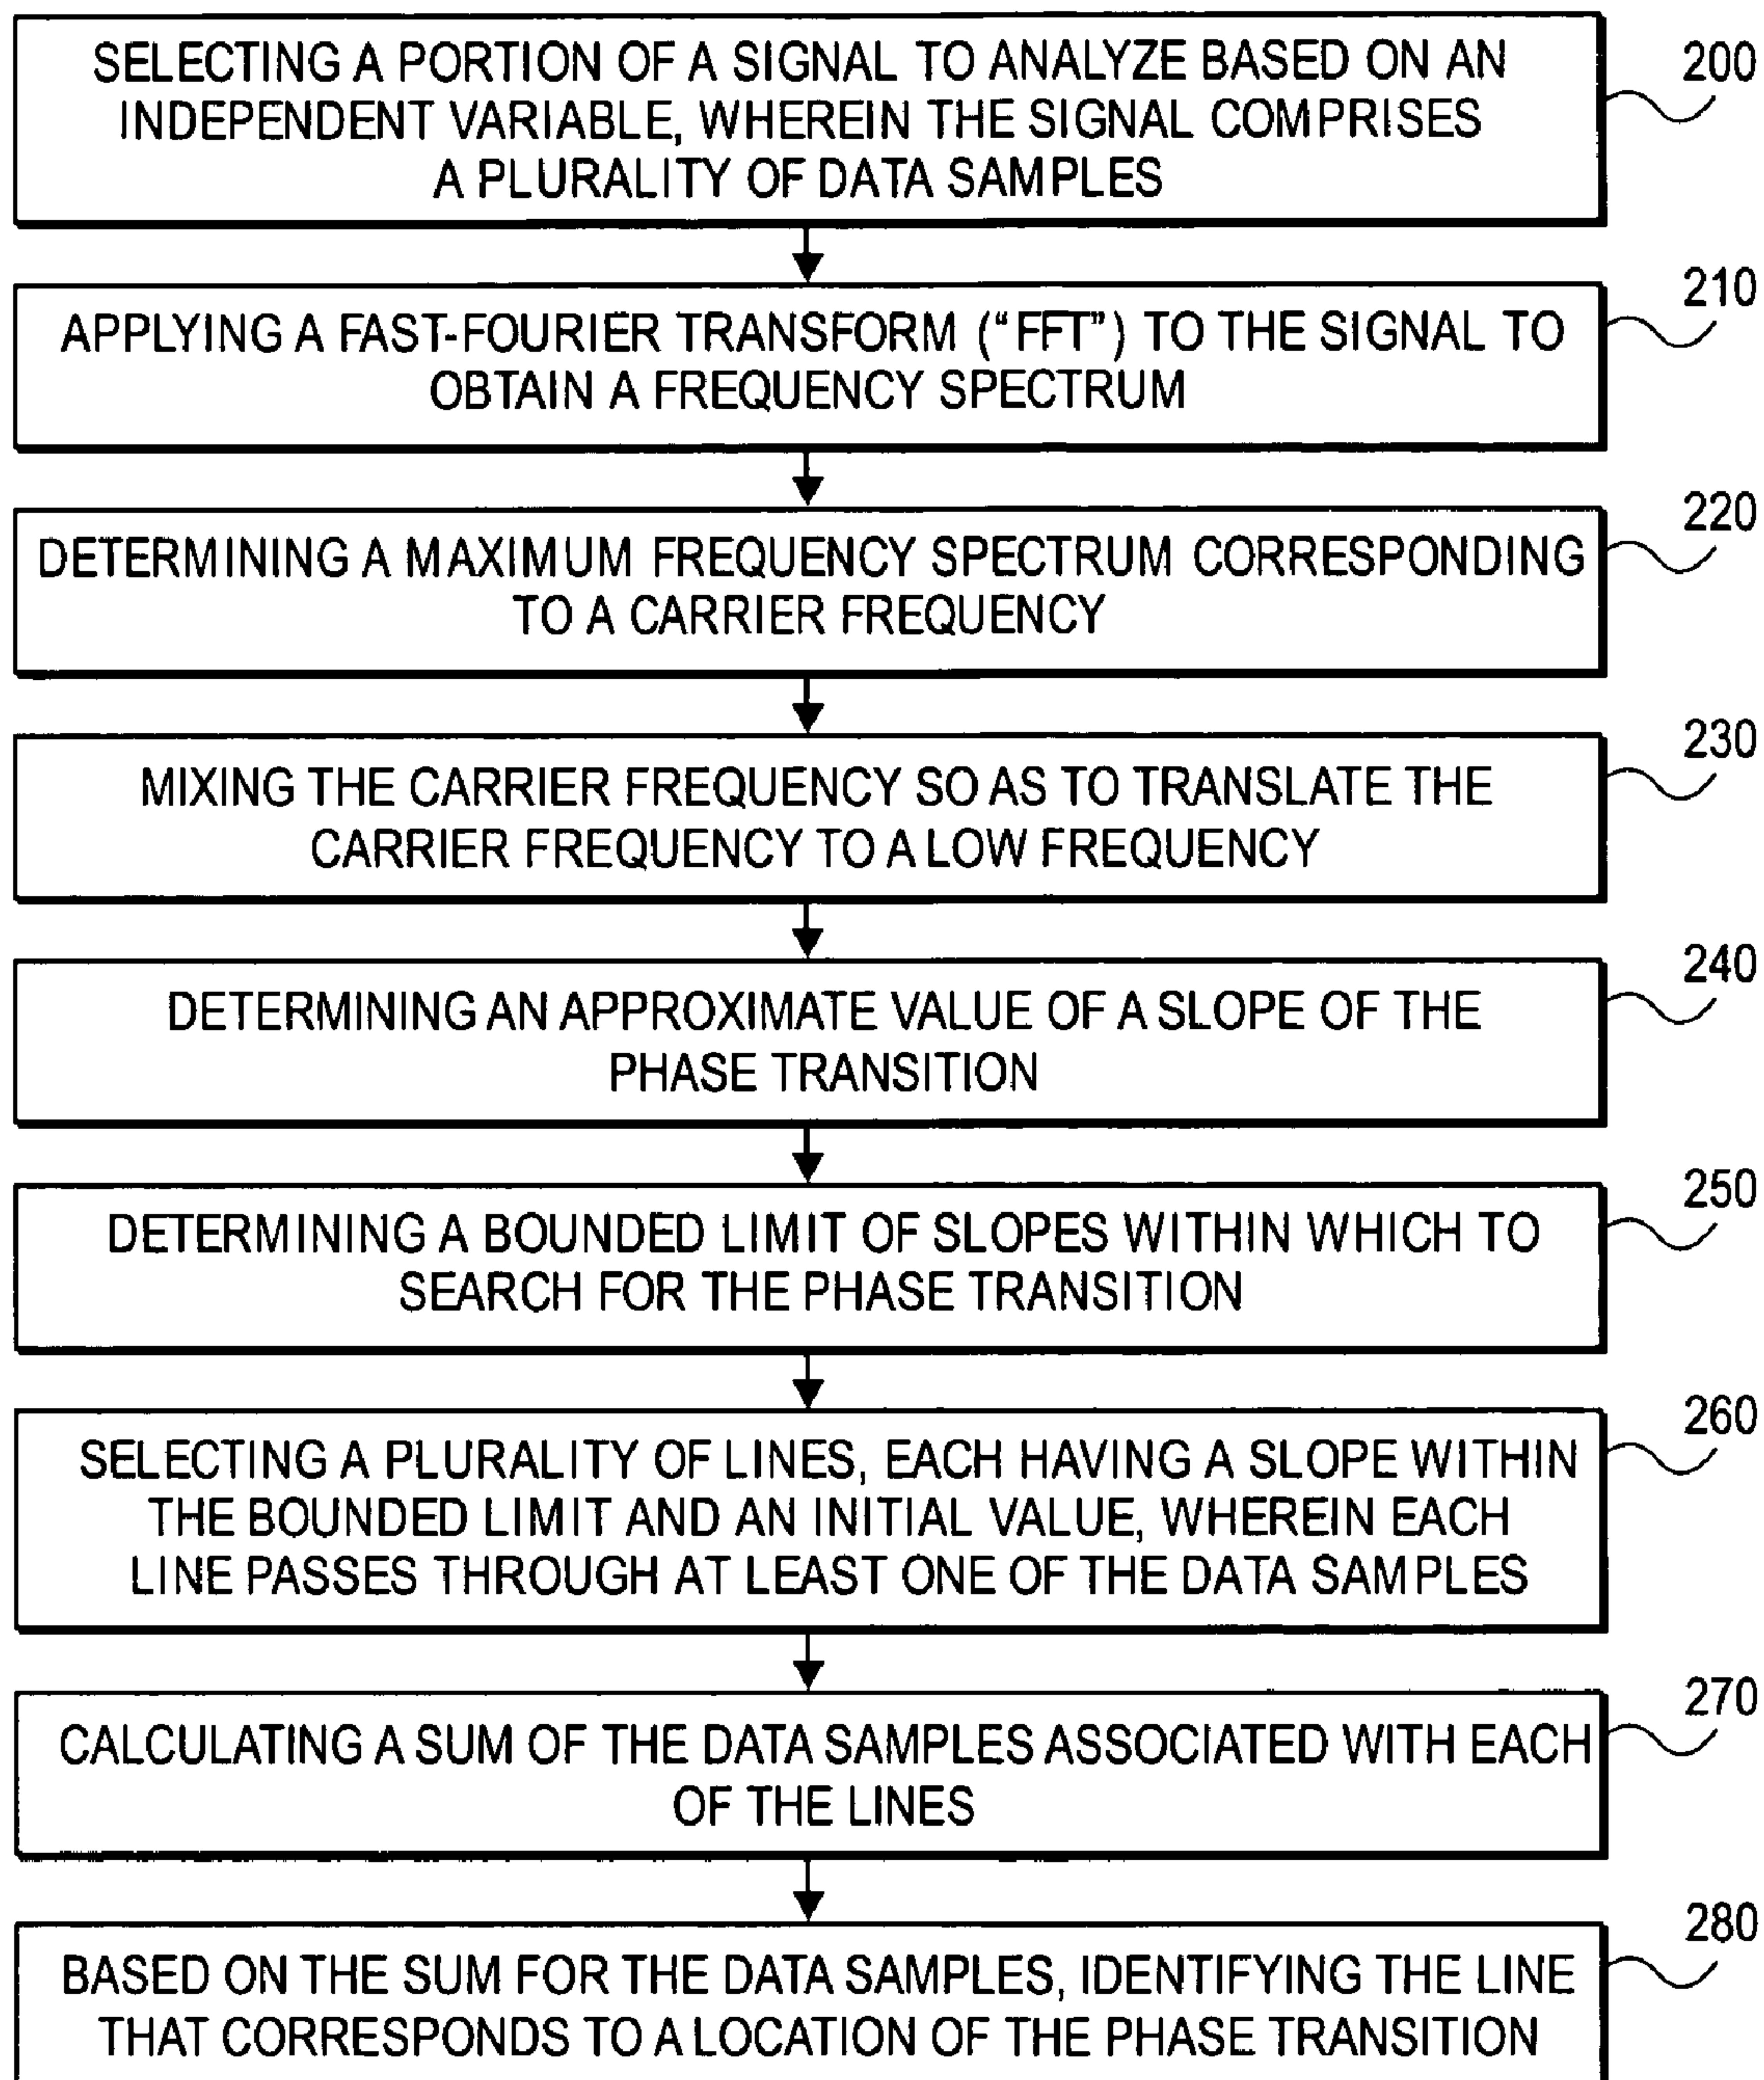 SELECTING A PORTION OF A SIGNAL TO ANALYZE BASED ON AN
INDEPENDENT VARIABLE, WHEREIN THE SIGNAL COMPRISES
A PLURALITY OF DATA SAMPLES
200
APPLYING A FAST-FOURIER TRANSFORM ("FFT") TO THE SIGNAL TO
OBTAIN A FREQUENCY SPECTRUM
210
DETERMINING A MAXIMUM FREQUENCY SPECTRUM CORRESPONDING
TO A CARRIER FREQUENCY
220
MIXING THE CARRIER FREQUENCY SO AS TO TRANSLATE THE
CARRIER FREQUENCY TO A LOW FREQUENCY
230
DETERMINING AN APPROXIMATE VALUE OF A SLOPE OF THE
PHASE TRANSITION
240
DETERMINING A BOUNDED LIMIT OF SLOPES WITHIN WHICH TO
SEARCH FOR THE PHASE TRANSITION
250
SELECTING A PLURALITY OF LINES, EACH HAVING A SLOPE WITHIN
THE BOUNDED LIMIT AND AN INITIAL VALUE, WHEREIN EACH
LINE PASSES THROUGH AT LEAST ONE OF THE DATA SAMPLES
260
CALCULATING A SUM OF THE DATA SAMPLES ASSOCIATED WITH EACH
OF THE LINES
270
BASED ON THE SUM FOR THE DATA SAMPLES, IDENTIFYING THE LINE
THAT CORRESPONDS TO A LOCATION OF THE PHASE TRANSITION
280